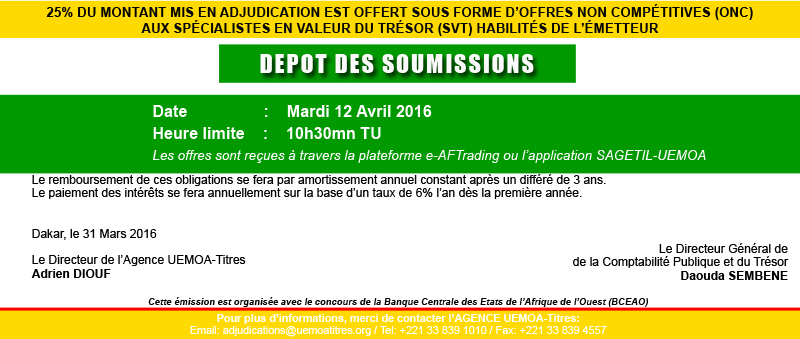 25% DU MONTANT MIS EN ADJUDICATION EST OFFERT SOUS FORME D'OFFRES NON COMPÉTITIVES (ONC)
AUX SPÉCIALISTES EN VALEUR DU TRÉSOR (SVT) HABILITÉS DE L'ÉMETTEUR
DEPOT DES SOUMISSIONS
Date : Mardi 12 Avril 2016
Heure limite : 10h30mn TU
Les offres sont reçues à travers la plateforme e-AFTrading ou l'application SAGETIL-UEMOA
Le remboursement de ces obligations se fera par amortissement annuel constant après un différé de 3 ans.
Le paiement des intérêts se fera annuellement sur la base d'un taux de 6% l'an dès la première année.
Dakar, le 31 Mars 2016
Le Directeur de l'Agence UEMOA-Titres
Adrien DIOUF
Le Directeur Général de
de la Comptabilité Publique et du Trésor
Daouda SEMBENE
Cette émission est organisée avec le concours de la Banque Centrale des Etats de l'Afrique de l'Ouest (BCEAO)
Pour plus d'informations, merci de contacter l'AGENCE UEMOA-Titres:
Email: adjudications@uemoatitres.org / Tel: +221 33 839 1010 / Fax: +221 33 839 4557